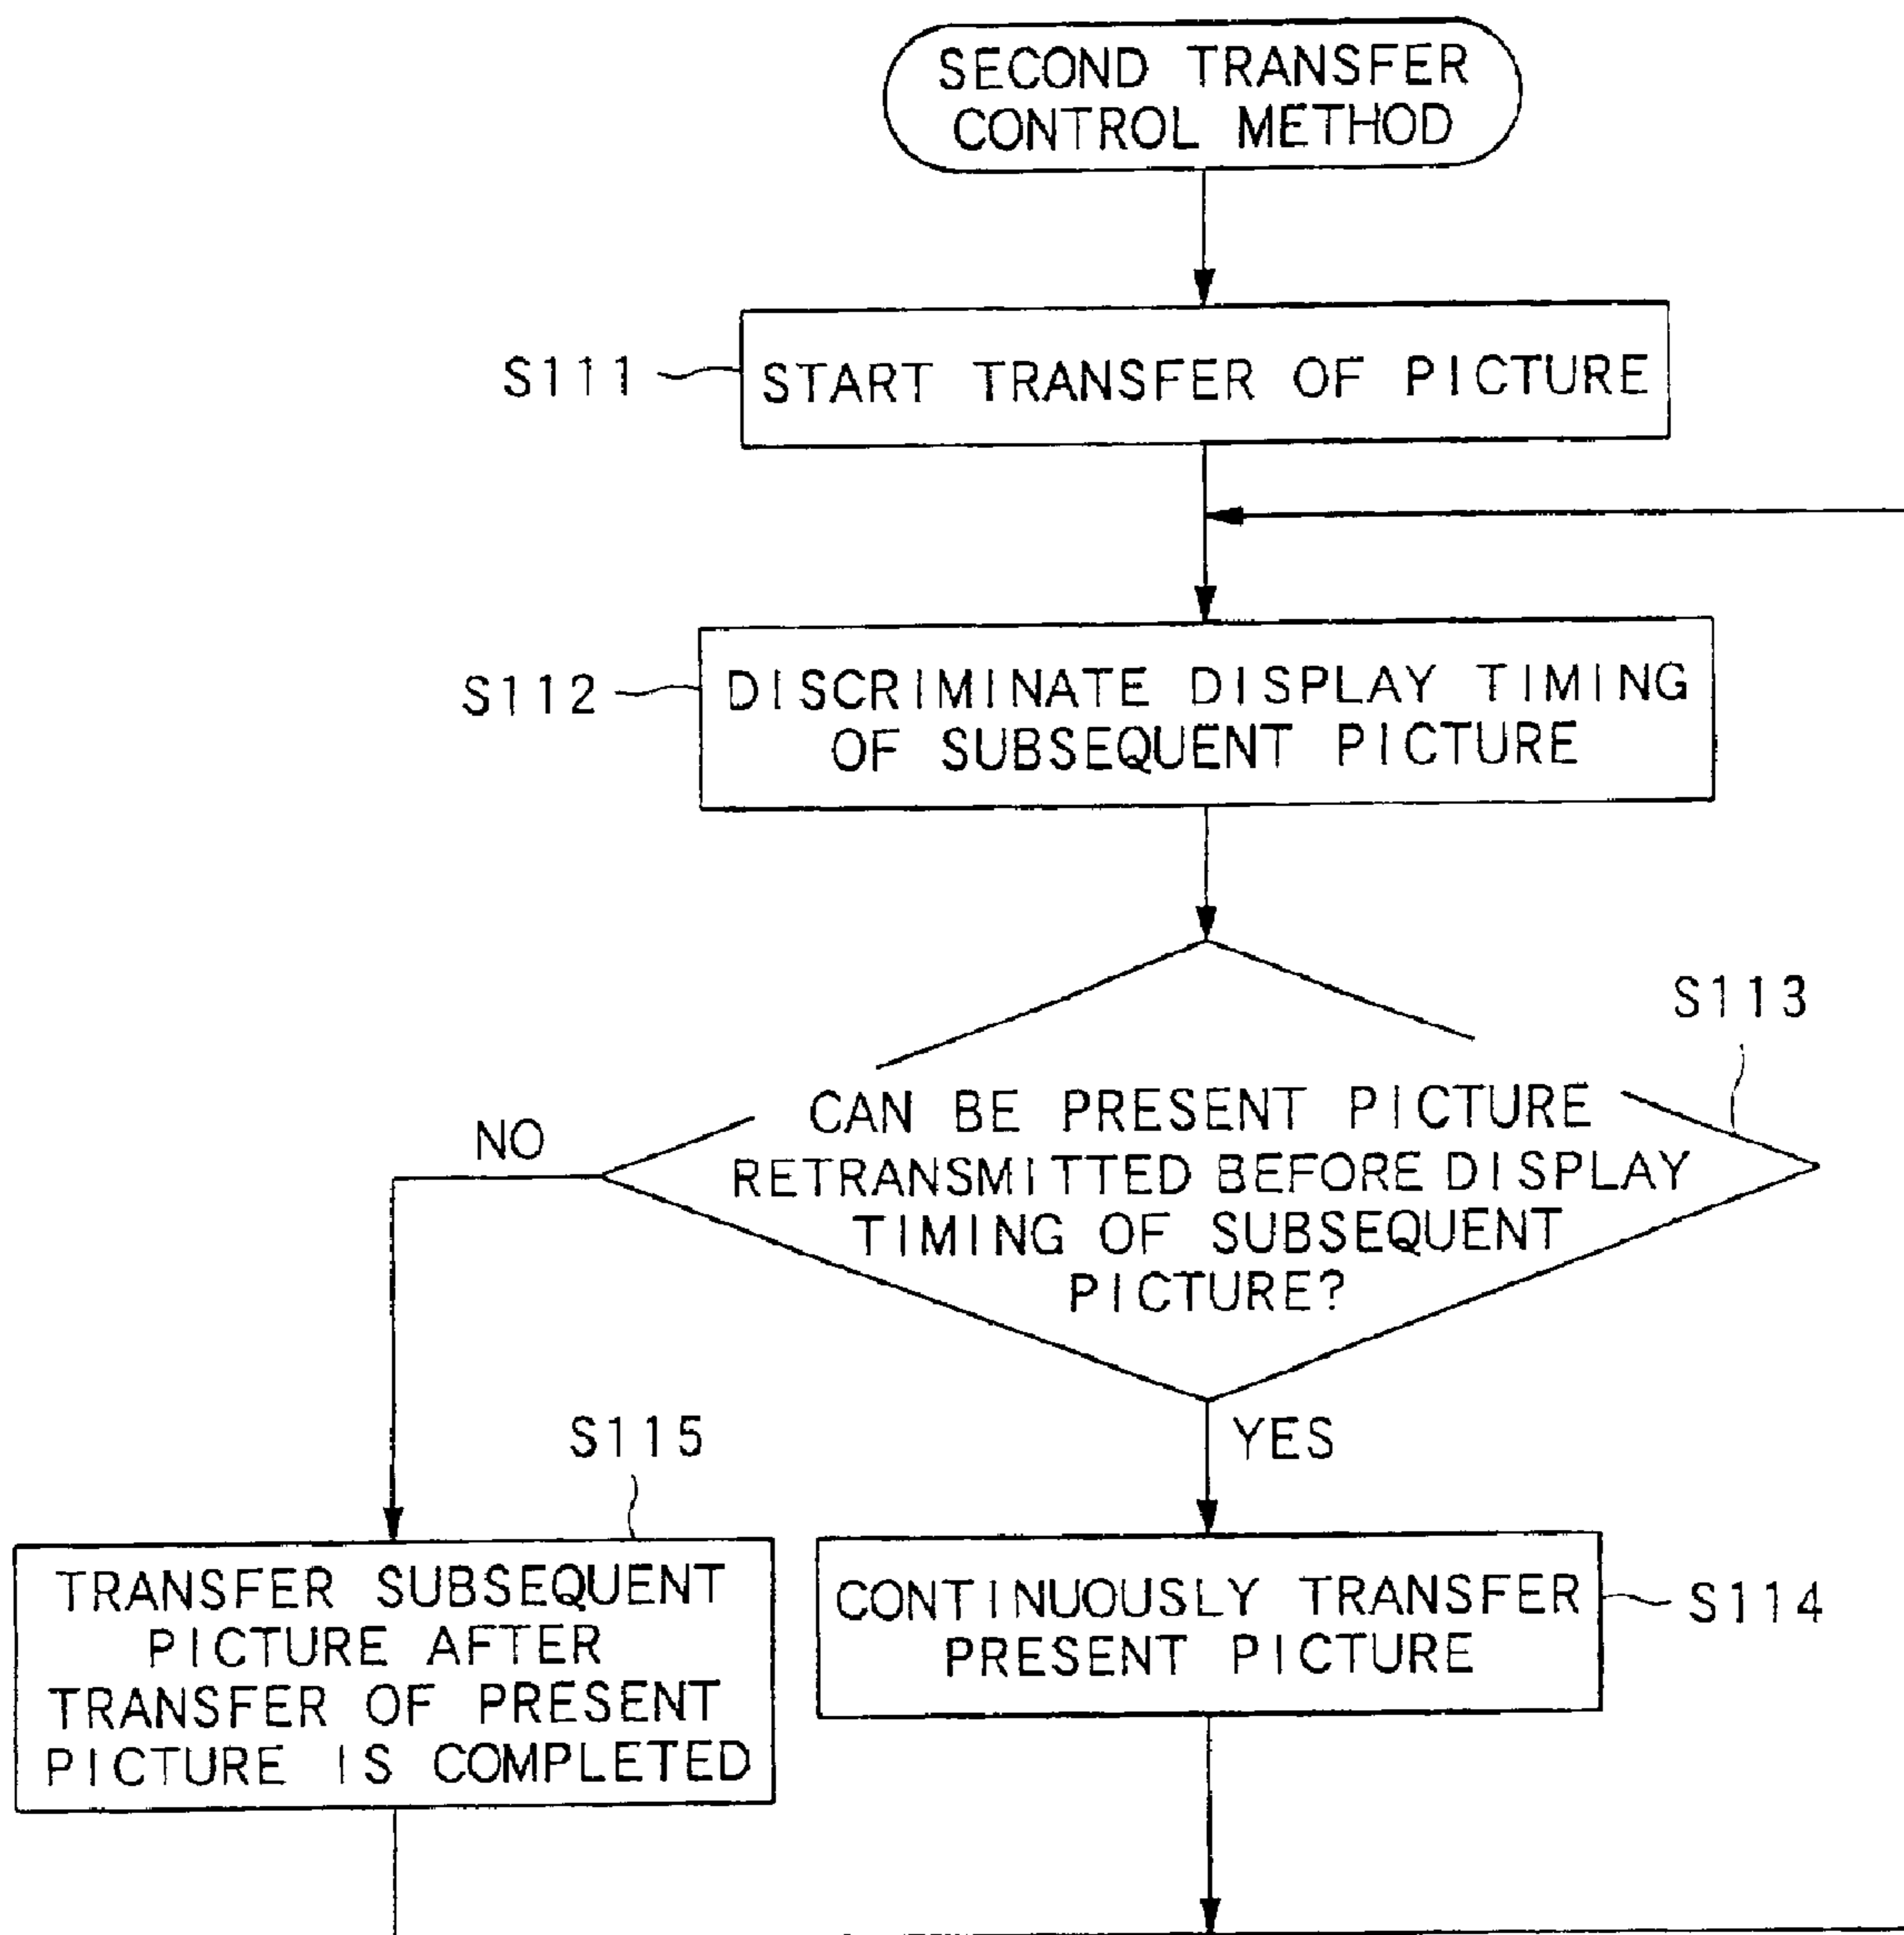 SECOND TRANSFER
CONTROL METHOD
S111
START TRANSFER OF PICTURE
S112
DISCRIMINATE DISPLAY TIMING
OF SUBSEQUENT PICTURE
S113
CAN BE PRESENT PICTURE
RETRANSMITTED BEFORE DISPLAY
TIMING OF SUBSEQUENT
PICTURE?
NO
YES
S115
TRANSFER SUBSEQUENT
PICTURE AFTER
TRANSFER OF PRESENT
PICTURE IS COMPLETED
CONTINUOUSLY TRANSFER
PRESENT PICTURE
S114